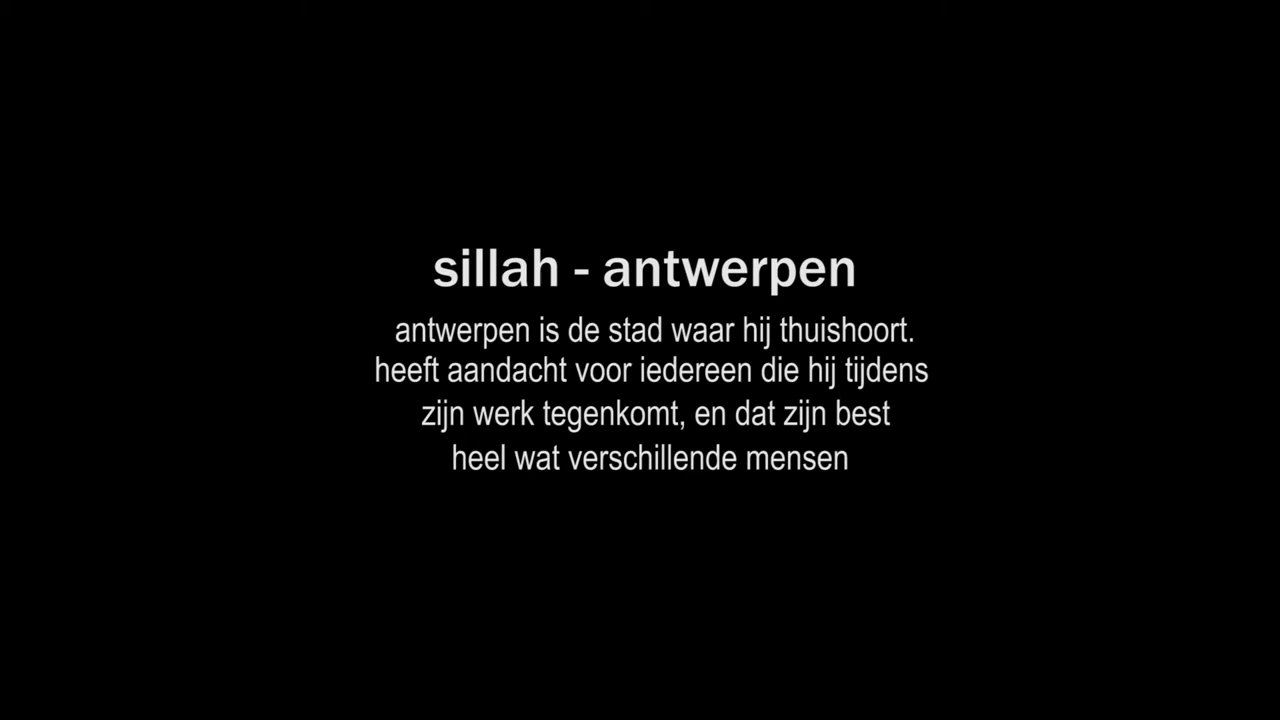 sillah - antwerpen
antwerpen is de stad waar hij thuishoort.
heeft aandacht voor iedereen die hij tijdens
zijn werk tegenkomt, en dat zijn best
heel wat verschillende mensen